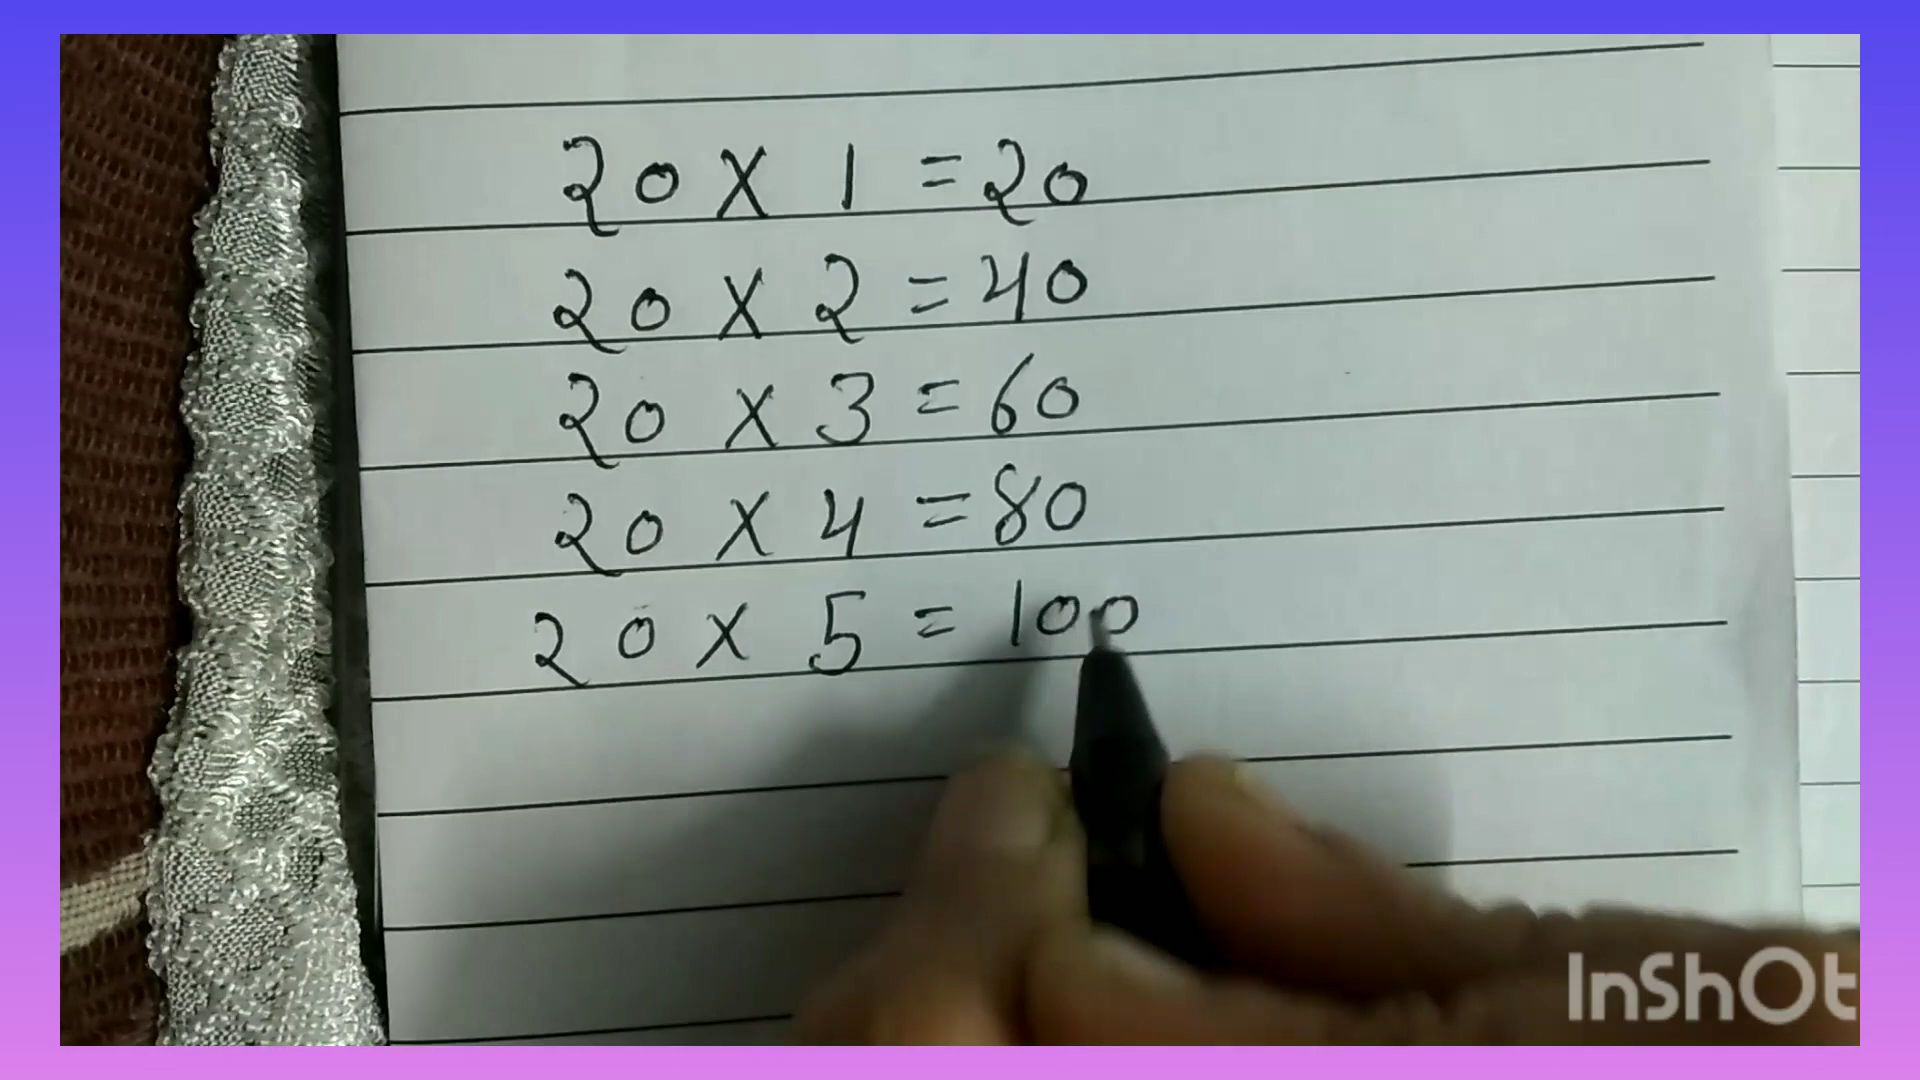 20 X 1 = 20
20 X 2 = 40
20 X 3 = 60
20 X 4 = 80
20 X 5 = 100
InShOt